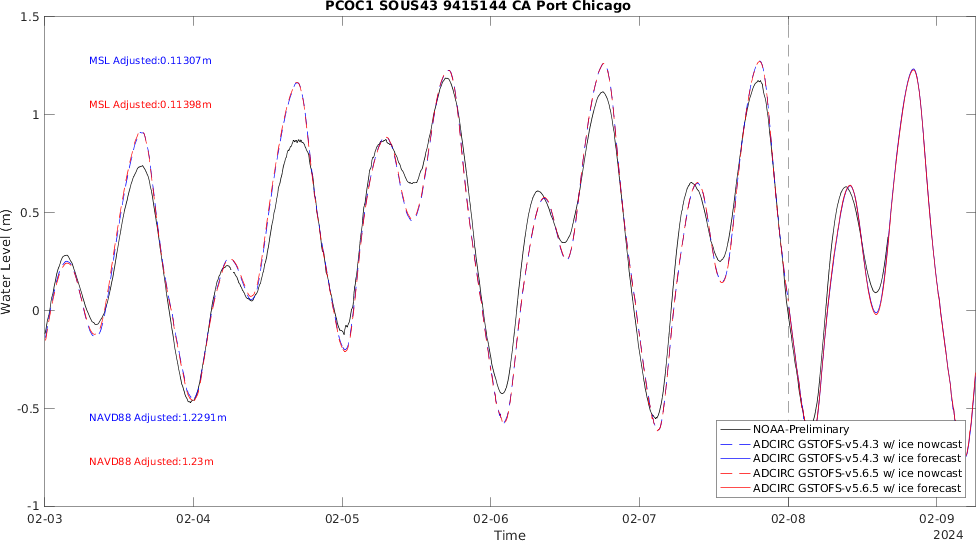 PCOC1 SOUS43 9415144 CA Port Chicago
1.5
1
0.5
0
-0.5
-1
Water Level (m)
MSL Adjusted:0.11307m
MSL Adjusted:0.11398m
NAVD88 Adjusted:1.2291m
NAVD88 Adjusted:1.23m
NOAA-Preliminary
ADCIRC GSTOFS-v5.4.3 w/ ice nowcast
ADCIRC GSTOFS-v5.4.3 w/ ice forecast
ADCIRC GSTOFS-v5.6.5 w/ ice nowcast
ADCIRC GSTOFS-v5.6.5 w/ ice forecast
02-03 02-04 02-05 02-06 02-07 02-08 02-09
Time
2024